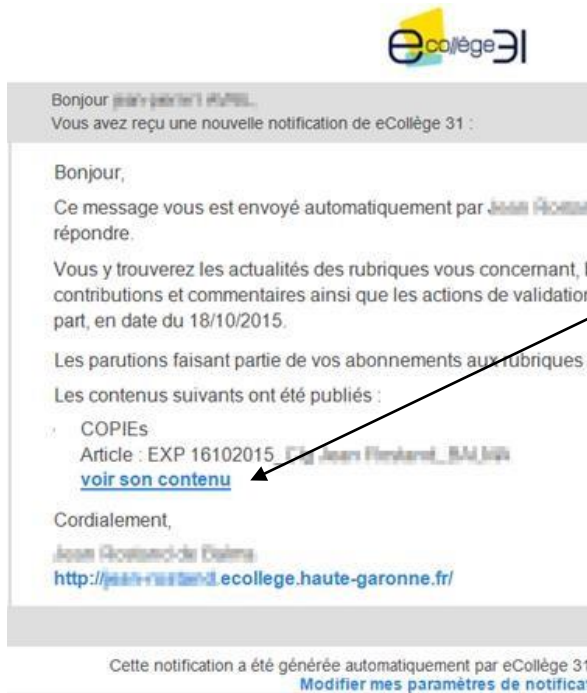 ecollège 31
Bonjour
Vous avez reçu une nouvelle notification de eCollège 31 :
Bonjour,
Ce message vous est envoyé automatiquement par
répondre.
Vous y trouverez les actualités des rubriques vous concernant,
contributions et commentaires ainsi que les actions de
part, en date du 18/10/2015.
Les parutions faisant partie de vos abonnements aux rubriques
Les contenus suivants ont été publiés :
COPIEs
Article : EXP 16102015_
voir son contenu
Cordialement,
http:// .ecollege.haute-garonne.fr/
Cette notification a été générée automatiquement par eCollège 31
Modifier mes paramètres de